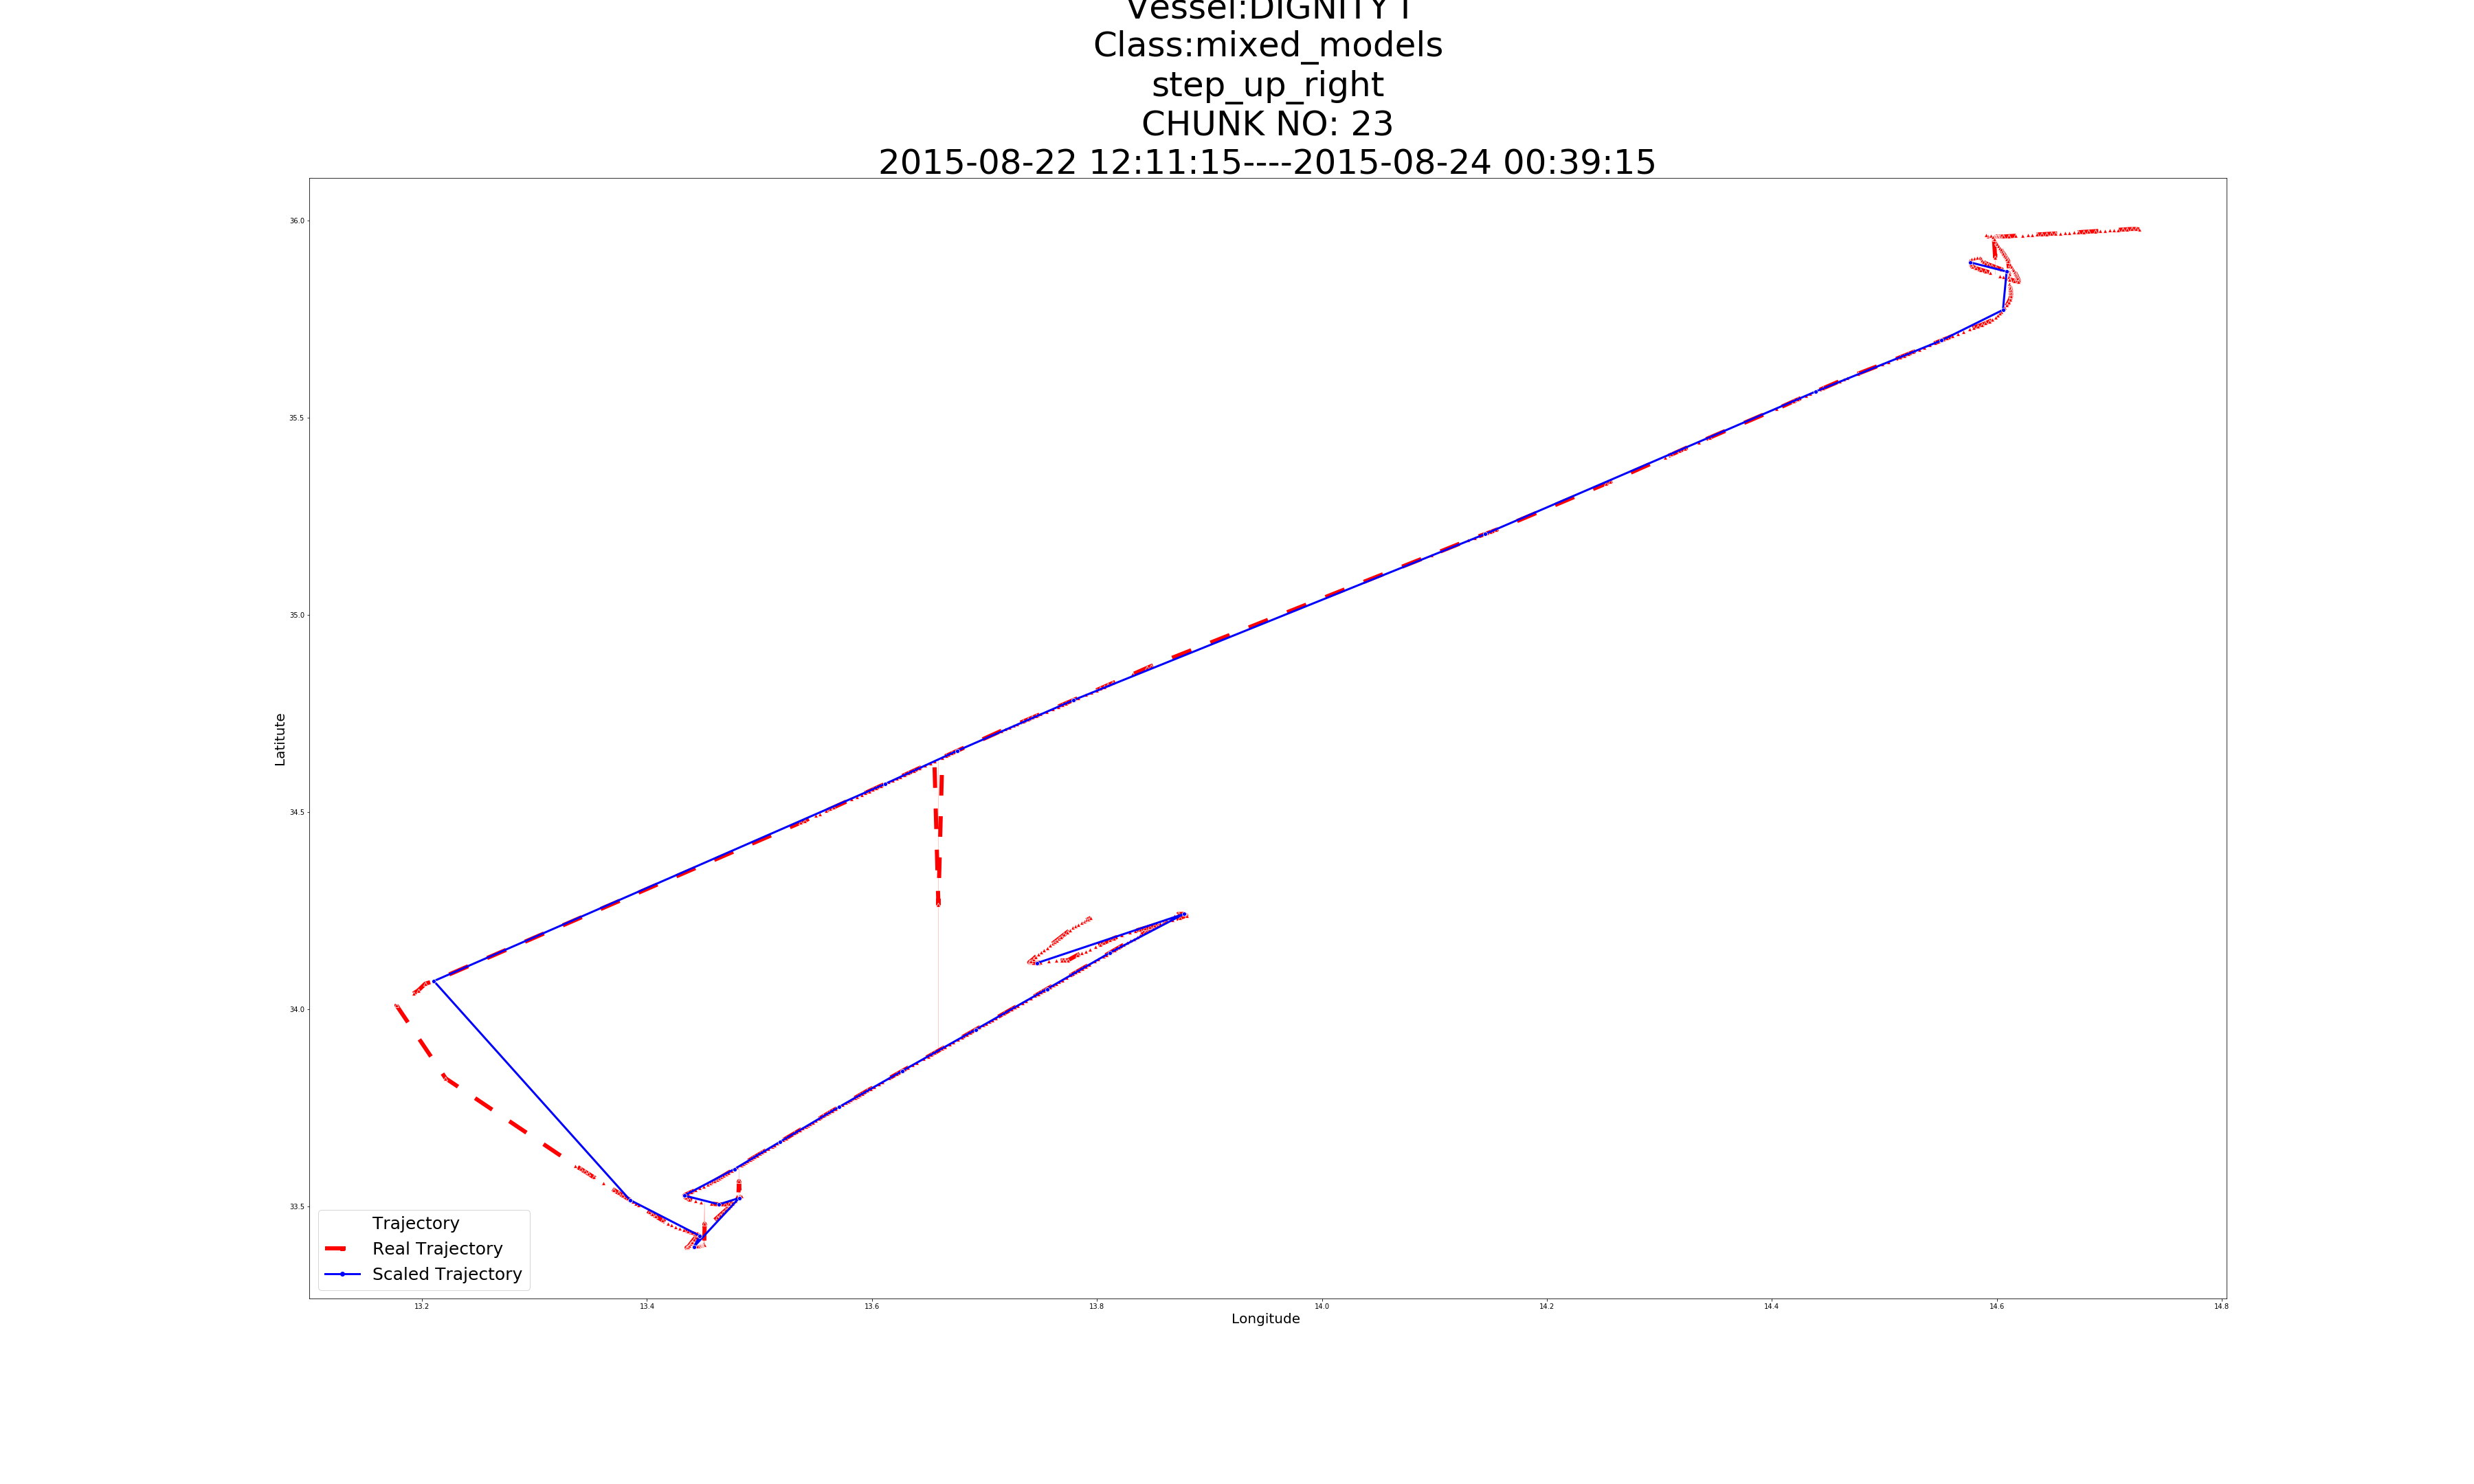 Vessel:DIGNITY I
Class:mixed_models
step_up_right
CHUNK NO: 23
2015-08-22 12:11:15----2015-08-24 00:39:15
36.0
35.5
35.0
34.5
34.0
33.5
Latitute
Trajectory
Real Trajectory
Scaled Trajectory
13.2
13.4
13.6
13.8
14.0
14.2
14.4
14.6
14.8
Longitude